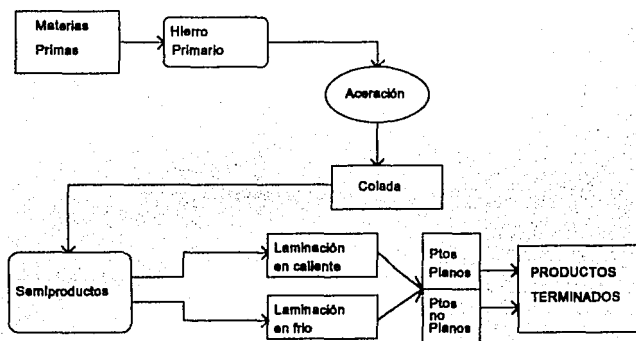 Materias
Primas
Hierro
Primario
Aceración
Colada
Semiproductos
Laminación
en caliente
Laminación
en frio
Ptos
Planos
Ptos
no
Planos
PRODUCTOS
TERMINADOS